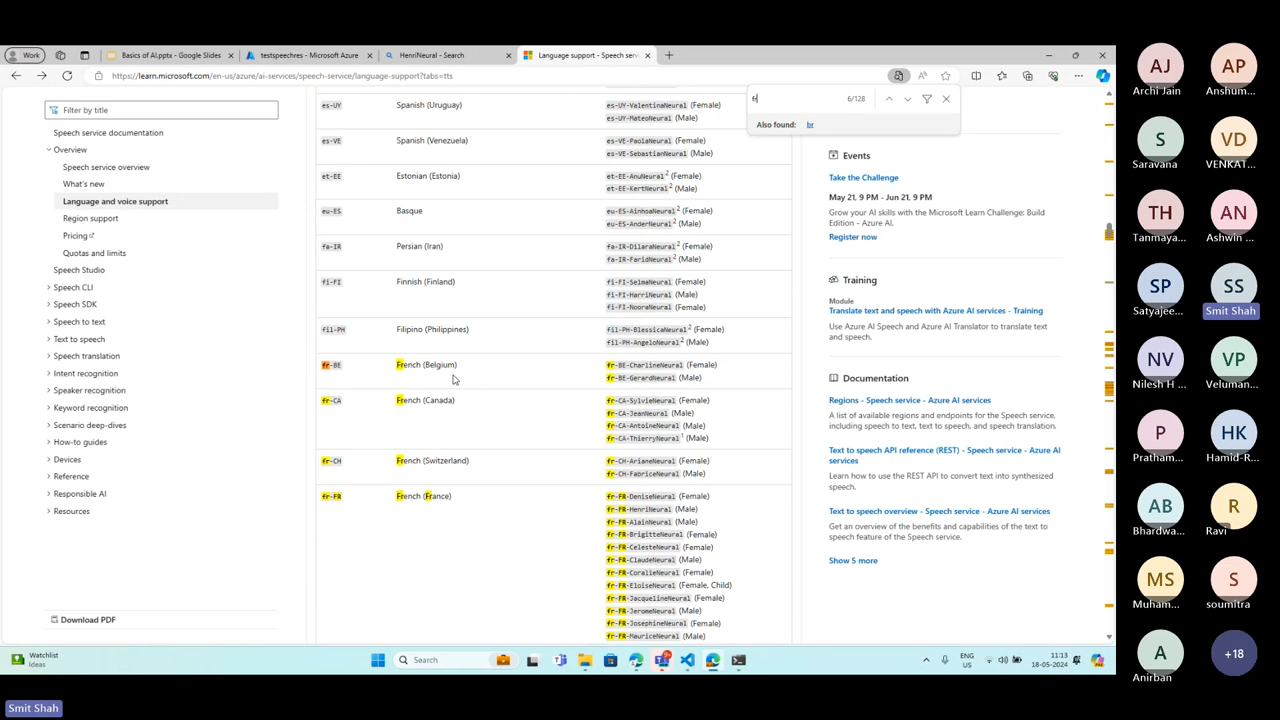 Work
Basics of AI.pptx - Google Slides
testspeechres - Microsoft Azure
HenriNeural - Search
Language support - Speech serv
https://learn.microsoft.com/en-us/azure/ai-services/speech-service/language-support?tabs=tts
fr
6/128
Also found: br
Filter by title
Speech service documentation
Overview
Speech service overview
What's new
Language and voice support
Region support
Pricing
Quotas and limits
Speech Studio
Speech CLI
Speech SDK
Speech to text
Text to speech
Speech translation
Intent recognition
Speaker recognition
Keyword recognition
Scenario deep-dives
How-to guides
Devices
Reference
Responsible AI
Resources
Download PDF
es-UY Spanish (Uruguay) es-UY-ValentinaNeural (Female)
es-UY-MateoNeural (Male)
es-VE Spanish (Venezuela) es-VE-PaolaNeural (Female)
es-VE-SebastianNeural (Male)
et-EE Estonian (Estonia) et-EE-AnuNeural 2 (Female)
et-EE-KertNeural 2 (Male)
eu-ES Basque eu-ES-AinhoaNeural 2 (Female)
eu-ES-AnderNeural 2 (Male)
fa-IR Persian (Iran) fa-IR-DilaraNeural 2 (Female)
fa-IR-FaridNeural 2 (Male)
fi-FI Finnish (Finland) fi-FI-SelmaNeural (Female)
fi-FI-HarriNeural (Male)
fi-FI-NooraNeural (Female)
fil-PH Filipino (Philippines) fil-PH-BlessicaNeural 2 (Female)
fil-PH-AngeloNeural 2 (Male)
fr-BE French (Belgium) fr-BE-CharlineNeural (Female)
fr-BE-GerardNeural (Male)
fr-CA French (Canada) fr-CA-SylvieNeural (Female)
fr-CA-JeanNeural (Male)
fr-CA-AntoineNeural (Male)
fr-CA-ThierryNeural 1 (Male)
fr-CH French (Switzerland) fr-CH-ArianeNeural (Female)
fr-CH-FabriceNeural (Male)
fr-FR French (France) fr-FR-DeniseNeural (Female)
fr-FR-HenriNeural (Male)
fr-FR-AlainNeural (Male)
fr-FR-BrigitteNeural (Female)
fr-FR-CelesteNeural (Female)
fr-FR-ClaudeNeural (Male)
fr-FR-CoralieNeural (Female)
fr-FR-EloiseNeural (Female, Child)
fr-FR-JacquelineNeural (Female)
fr-FR-JeromeNeural (Male)
fr-FR-JosephineNeural (Female)
fr-FR-MauriceNeural (Male)
Events
Take the Challenge
May 21, 9 PM - Jun 21, 9 PM
Grow your AI skills with the Microsoft Learn Challenge: Build
Edition - Azure AI.
Register now
Training
Module
Translate text and speech with Azure AI services - Training
Use Azure AI Speech and Azure AI Translator to translate
text and speech.
Documentation
Regions - Speech service - Azure AI services
A list of available regions and endpoints for the Speech
service, including speech to text, text to speech, and speech
translation.
Text to speech API reference (REST) - Speech service - Azure AI
services
Learn how to use the REST API to convert text into synthesized
speech.
Text to speech overview - Speech service - Azure AI services
Get an overview of the benefits and capabilities of the text to
speech feature of the Speech service.
Show 5 more
Watchlist
Ideas
Search
ENG
US
11:13
18-05-2024
Smit Shah
AJ
Archi Jain
AP
Anshum...
S
Saravana
VD
VENKAT...
TH
Tanmaya...
AN
Ashwin ...
SP
Satyajee...
SS
Smit Shah
NV
Nilesh H ...
VP
Veluman...
P
Pratham...
HK
Hamid-R...
AB
Bhardwa...
R
Ravi
MS
Muham...
S
soumitra
A
Anirban
+18